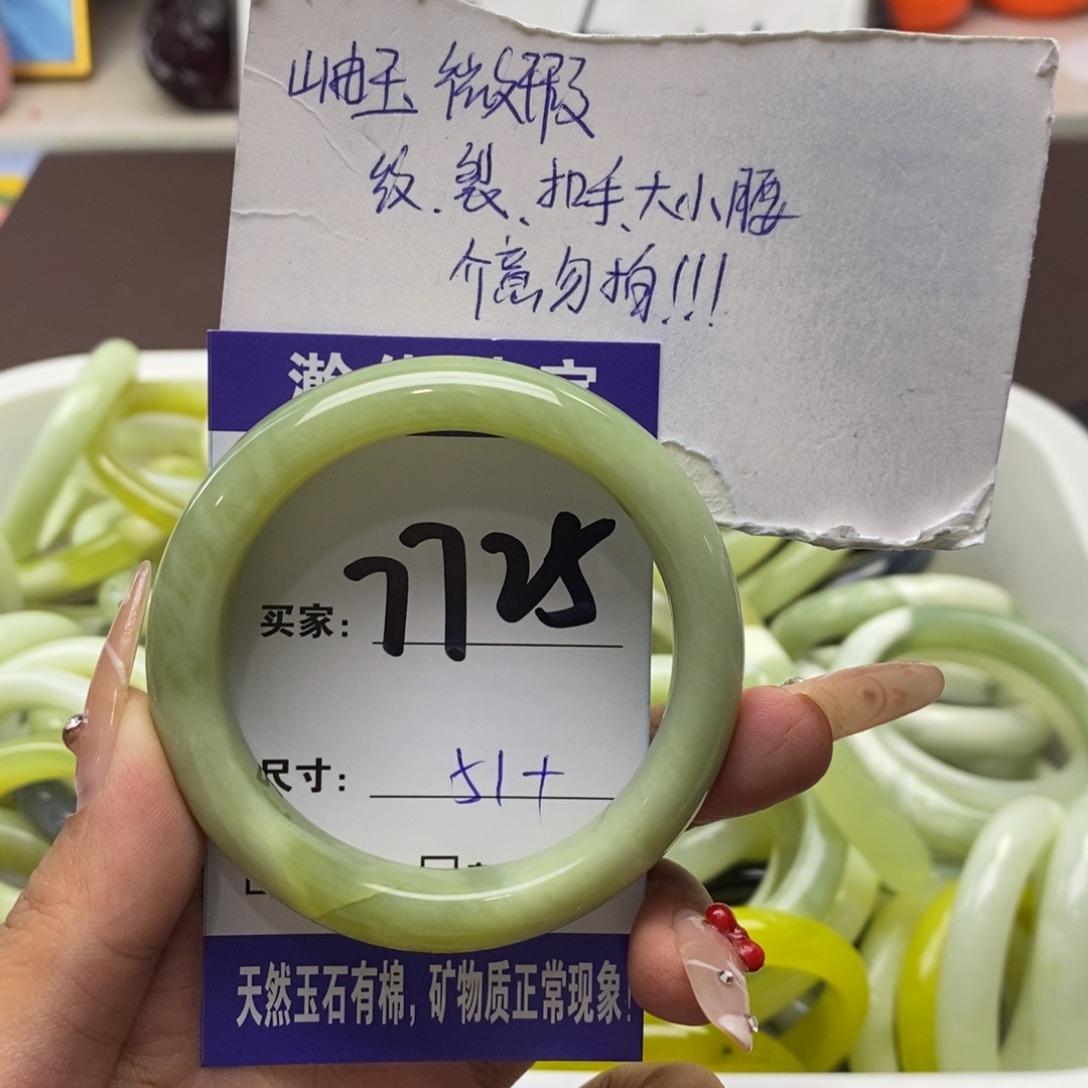 岫玉 微瑕
纹.裂、扣手、大小腰
介意勿拍!!!
买家: 7725
尺寸: 51+
天然玉石有棉,矿物质正常现象!